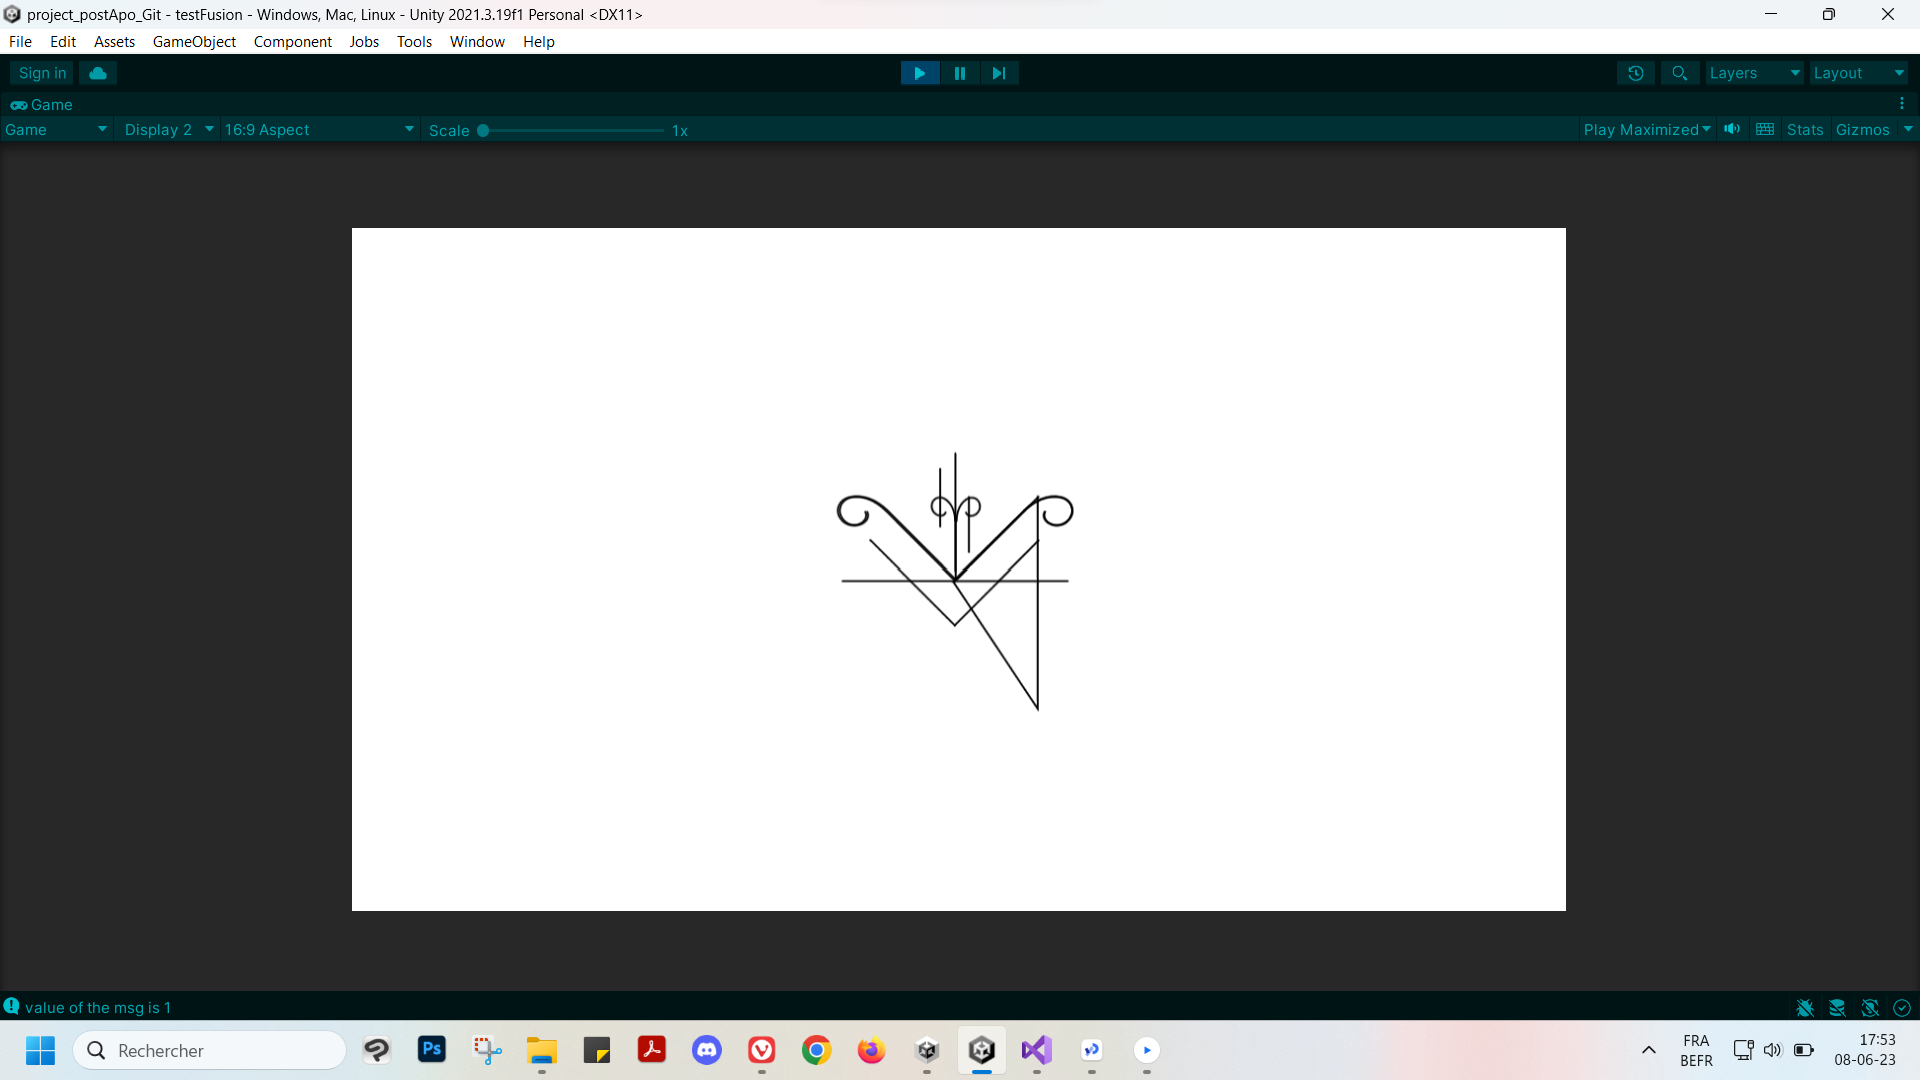 project_postApo_Git - testFusion - Windows, Mac, Linux - Unity 2021.3.19f1 Personal <DX11>
File Edit Assets GameObject Component Jobs Tools Window Help
Sign in Layers Layout
Game
Game Display 2 16:9 Aspect Scale 1x Play Maximized Stats Gizmos
value of the msg is 1
Rechercher
Ps
FRA
BEFR
17:53
08-06-23